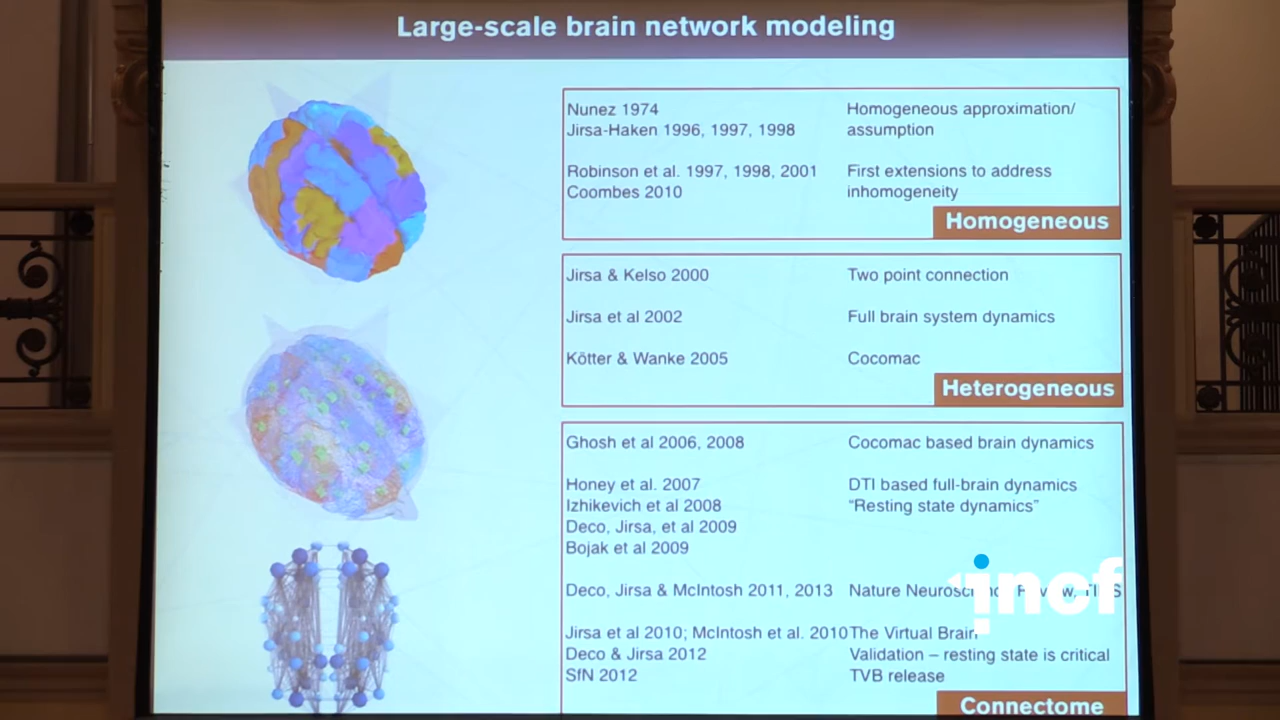 Large-scale brain network modeling
Nunez 1974 Homogeneous approximation/
Jirsa-Haken 1996, 1997, 1998 assumption
Robinson et al. 1997, 1998, 2001 First extensions to address
Coombes 2010 inhomogeneity
Homogeneous
Jirsa & Kelso 2000 Two point connection
Jirsa et al 2002 Full brain system dynamics
Kötter & Wanke 2005 Cocomac
Heterogeneous
Ghosh et al 2006, 2008 Cocomac based brain dynamics
Honey et al. 2007 DTI based full-brain dynamics
Izhikevich et al 2008 “Resting state dynamics”
Deco, Jirsa, et al 2009
Bojak et al 2009
Deco, Jirsa & McIntosh 2011, 2013 Nature
incf
Jirsa et al 2010; McIntosh et al. 2010 The Virtual Brain
Deco & Jirsa 2012 Validation – resting state is critical
SfN 2012 TVB release
Connectome